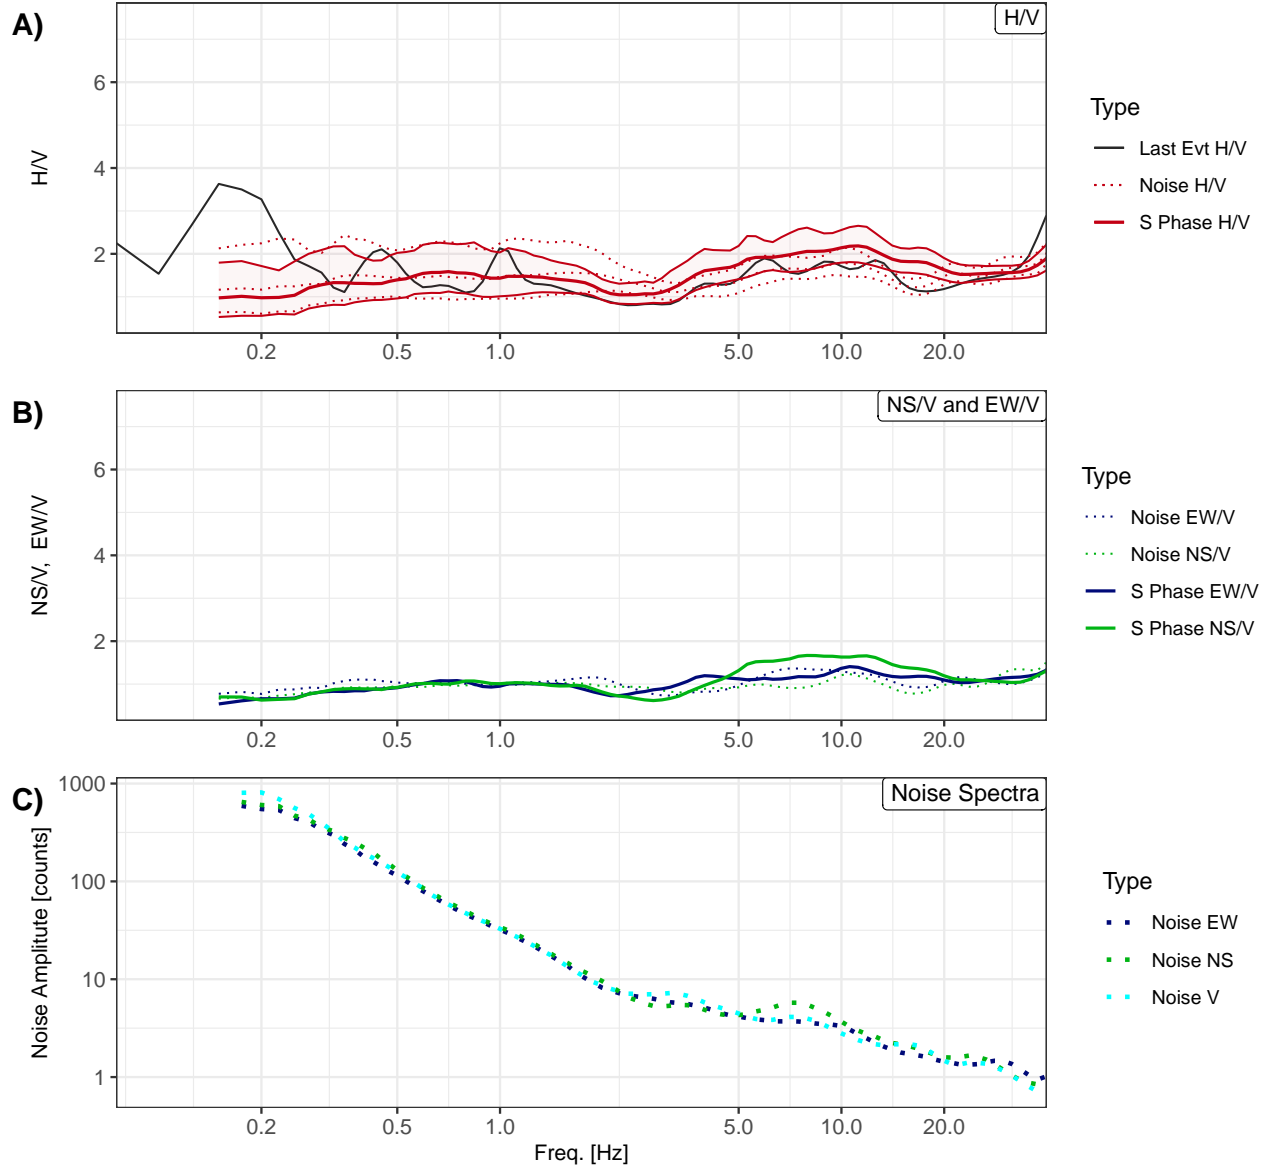 A)
H/V
H/V
6
4
2
0.2 0.5 1.0 5.0 10.0 20.0
Type
Last Evt H/V
Noise H/V
S Phase H/V
B)
NS/V and EW/V
NS/V, EW/V
6
4
2
0.2 0.5 1.0 5.0 10.0 20.0
Type
Noise EW/V
Noise NS/V
S Phase EW/V
S Phase NS/V
C)
Noise Spectra
Noise Amplitute [counts]
1000
100
10
1
0.2 0.5 1.0 5.0 10.0 20.0
Freq. [Hz]
Type
Noise EW
Noise NS
Noise V